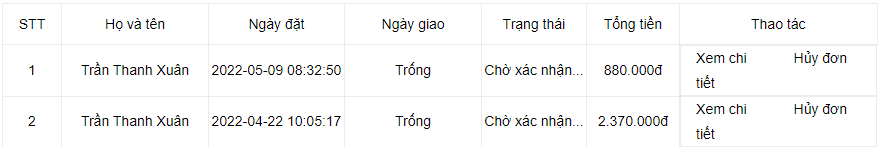 STT Họ và tên Ngày đặt Ngày giao Trạng thái Tổng tiền Thao tác
1 Trần Thanh Xuân 2022-05-09 08:32:50 Trống Chờ xác nhận... 880.000đ Xem chi tiết Hủy đơn
2 Trần Thanh Xuân 2022-04-22 10:05:17 Trống Chờ xác nhận... 2.370.000đ Xem chi tiết Hủy đơn